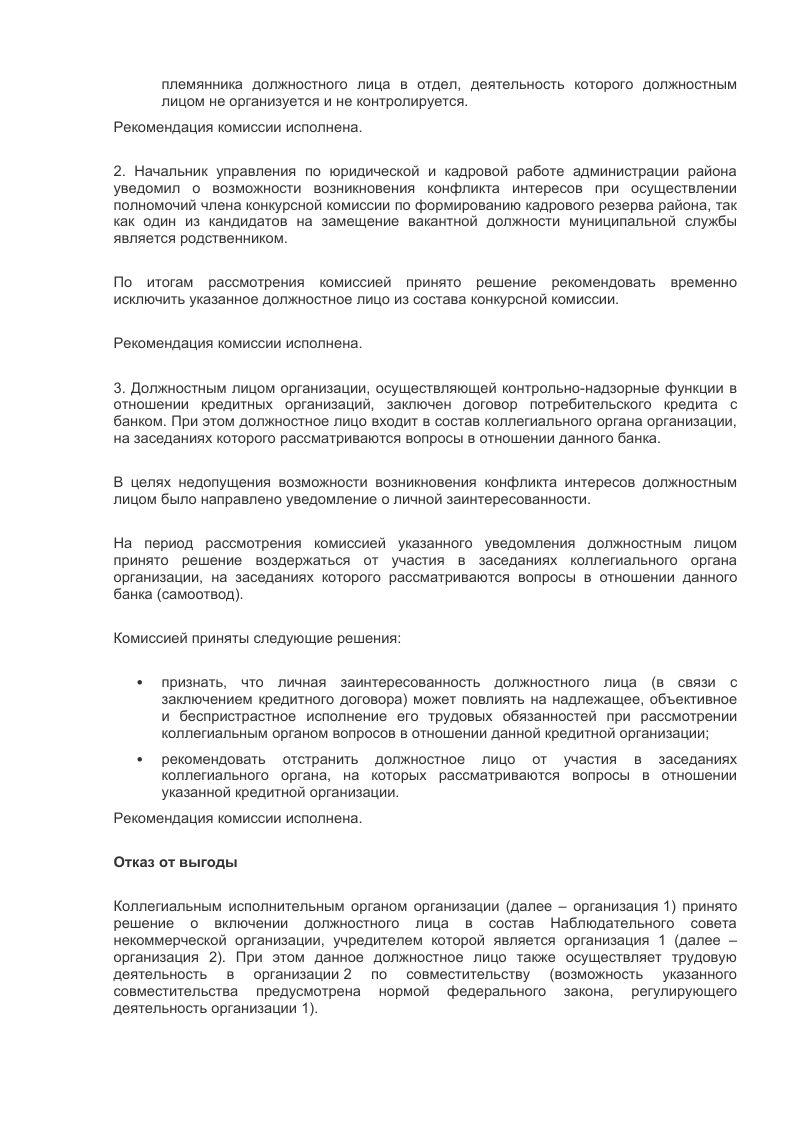 племянника должностного лица в отдел, деятельность которого должностным
лицом не организуется и не контролируется.
Рекомендация комиссии исполнена.
2. Начальник управления по юридической и кадровой работе администрации района
уведомил о возможности возникновения конфликта интересов при осуществлении
полномочий члена конкурсной комиссии по формированию кадрового резерва района, так
как один из кандидатов на замещение вакантной должности муниципальной службы
является родственником.
По итогам рассмотрения комиссией принято решение рекомендовать временно
исключить указанное должностное лицо из состава конкурсной комиссии.
Рекомендация комиссии исполнена.
3. Должностным лицом организации, осуществляющей контрольно-надзорные функции в
отношении кредитных организаций, заключен договор потребительского кредита с
банком. При этом должностное лицо входит в состав коллегиального органа организации,
на заседаниях которого рассматриваются вопросы в отношении данного банка.
В целях недопущения возможности возникновения конфликта интересов должностным
лицом было направлено уведомление о личной заинтересованности.
На период рассмотрения комиссией указанного уведомления должностным лицом
принято решение воздержаться от участия в заседаниях коллегиального органа
организации, на заседаниях которого рассматриваются вопросы в отношении данного
банка (самоотвод).
Комиссией приняты следующие решения:
• признать, что личная заинтересованность должностного лица (в связи с
заключением кредитного договора) может повлиять на надлежащее, объективное
и беспристрастное исполнение его трудовых обязанностей при рассмотрении
коллегиальным органом вопросов в отношении данной кредитной организации;
• рекомендовать отстранить должностное лицо от участия в заседаниях
коллегиального органа, на которых рассматриваются вопросы в отношении
указанной кредитной организации.
Рекомендация комиссии исполнена.
Отказ от выгоды
Коллегиальным исполнительным органом организации (далее – организация 1) принято
решение о включении должностного лица в состав Наблюдательного совета
некоммерческой организации, учредителем которой является организация 1 (далее –
организация 2). При этом данное должностное лицо также осуществляет трудовую
деятельность в организации 2 по совместительству (возможность указанного
совместительства предусмотрена нормой федерального закона, регулирующего
деятельность организации 1).